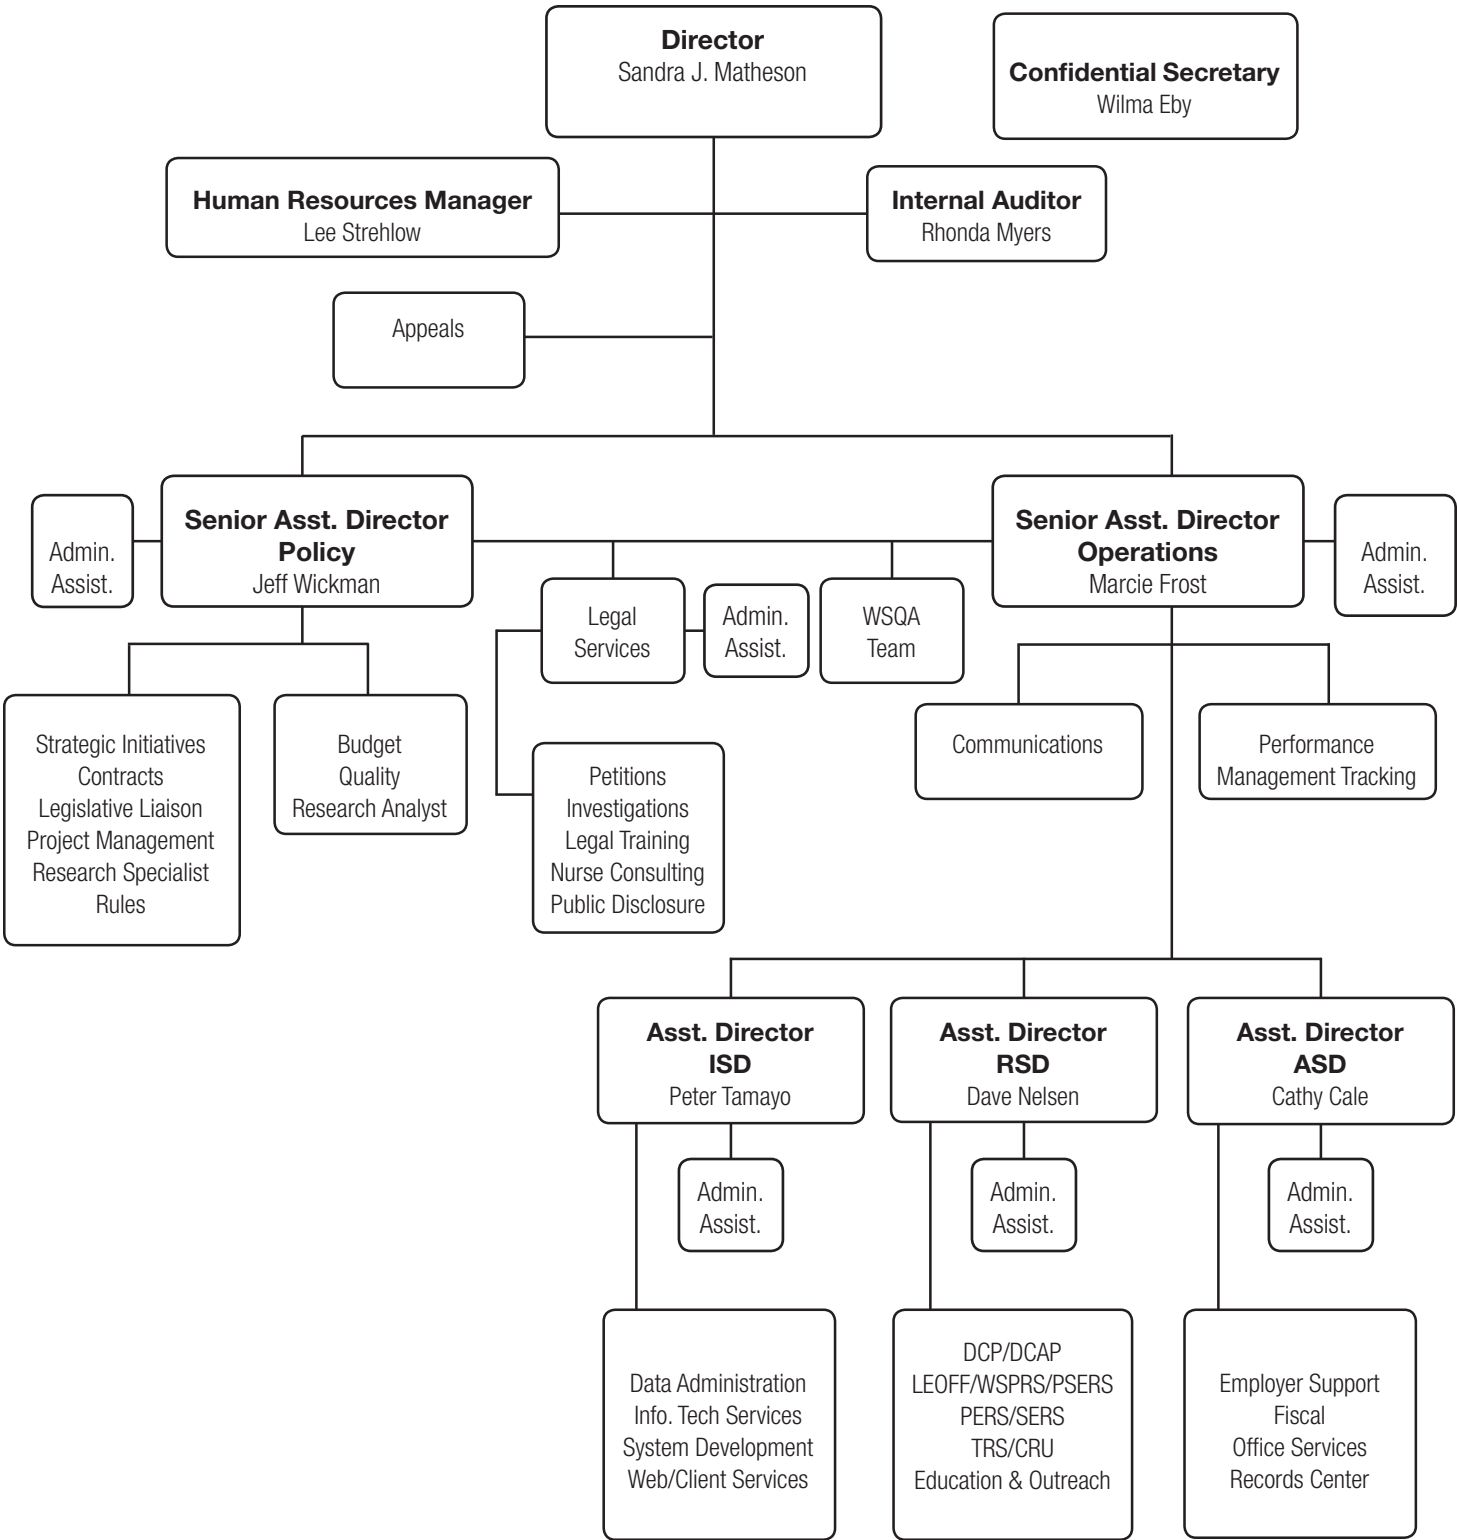 Director
Sandra J. Matheson
Confidential Secretary
Wilma Eby
Human Resources Manager
Lee Strehlow
Internal Auditor
Rhonda Myers
Appeals
Admin.
Assist.
Senior Asst. Director
Policy
Jeff Wickman
Senior Asst. Director
Operations
Marcie Frost
Admin.
Assist.
Legal
Services
Admin.
Assist.
WSQA
Team
Strategic Initiatives
Contracts
Legislative Liaison
Project Management
Research Specialist
Rules
Budget
Quality
Research Analyst
Petitions
Investigations
Legal Training
Nurse Consulting
Public Disclosure
Communications
Performance
Management Tracking
Asst. Director
ISD
Peter Tamayo
Asst. Director
RSD
Dave Nelsen
Asst. Director
ASD
Cathy Cale
Admin.
Assist.
Admin.
Assist.
Admin.
Assist.
Data Administration
Info. Tech Services
System Development
Web/Client Services
DCP/DCAP
LEOFF/WSPRS/PSERS
PERS/SERS
TRS/CRU
Education & Outreach
Employer Support
Fiscal
Office Services
Records Center